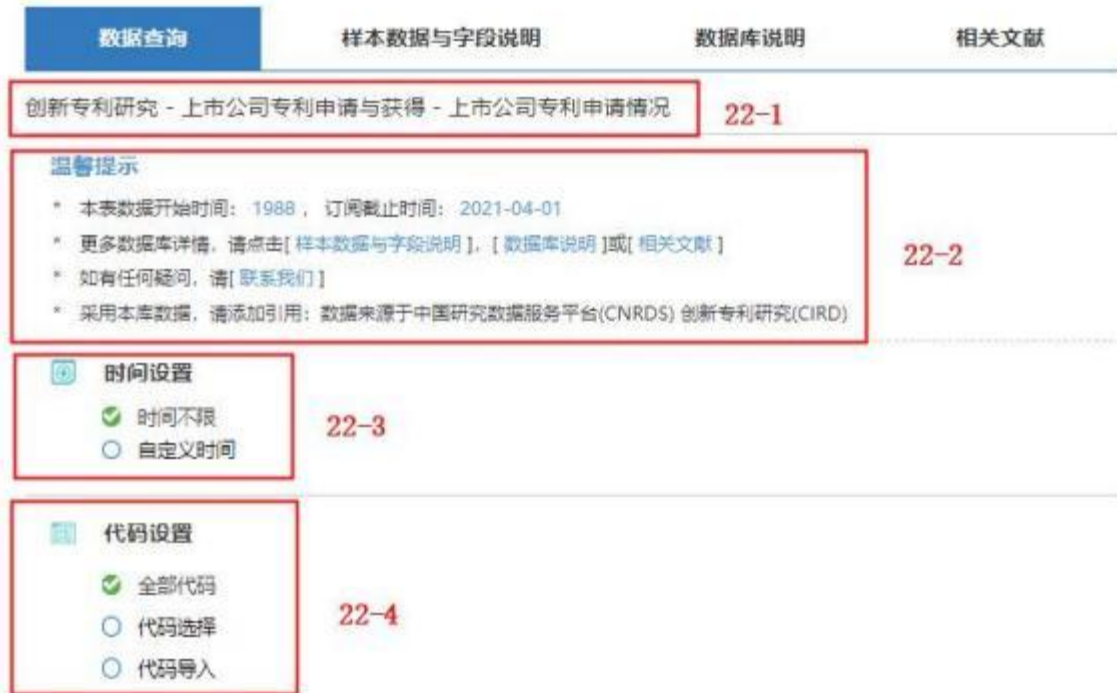 数据查询 样本数据与字段说明 数据库说明 相关文献
创新专利研究 - 上市公司专利申请与获得 - 上市公司专利申请情况 22-1
温馨提示
* 本表数据开始时间: 1988 , 订阅截止时间: 2021-04-01
* 更多数据库详情, 请点击[ 样本数据与字段说明 ], [ 数据库说明 ]或[ 相关文献 ]
22-2
* 如有任何疑问, 请[ 联系我们 ]
* 采用本库数据, 请添加引用: 数据来源于中国研究数据服务平台(CNRDS) 创新专利研究(CIRD)
时间设置
时间不限
22-3
自定义时间
代码设置
全部代码
22-4
代码选择
代码导入